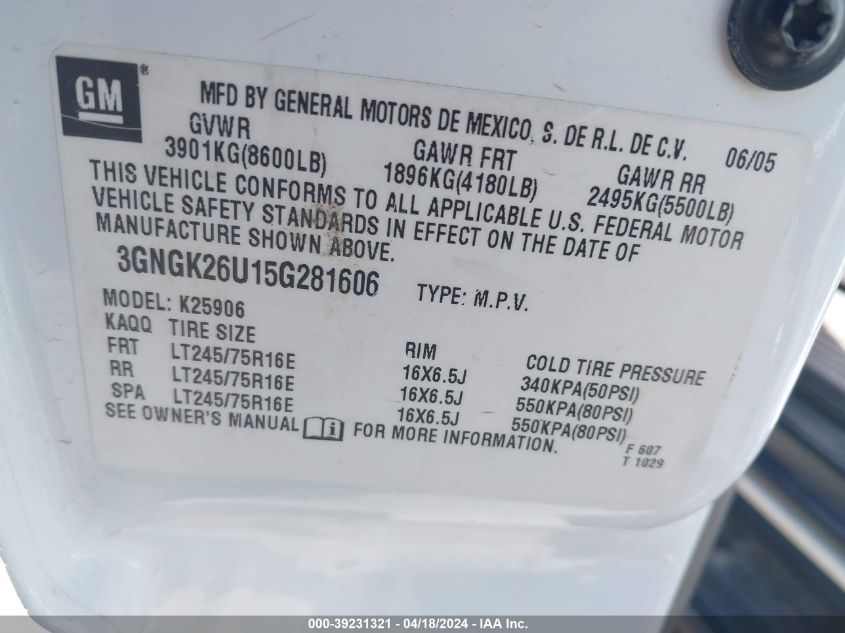 GM ®
MFD BY GENERAL MOTORS DE MEXICO, S. DE R.L. DE C.V. 06/05
GVWR GAWR FRT GAWR RR
3901KG(8600LB) 1896KG(4180LB) 2495KG(5500LB)
THIS VEHICLE CONFORMS TO ALL APPLICABLE U.S. FEDERAL MOTOR
VEHICLE SAFETY STANDARDS IN EFFECT ON THE DATE OF
MANUFACTURE SHOWN ABOVE.
3GNGK26U15G281606 TYPE: M.P.V.
MODEL: K25906
KAQQ TIRE SIZE RIM COLD TIRE PRESSURE
FRT LT245/75R16E 16X6.5J 340KPA(50PSI)
RR LT245/75R16E 16X6.5J 550KPA(80PSI)
SPA LT245/75R16E 16X6.5J 550KPA(80PSI)
SEE OWNER'S MANUAL i FOR MORE INFORMATION.
F 607
T 1029
000-39231321 / 04/18/2024 - IAA Inc.